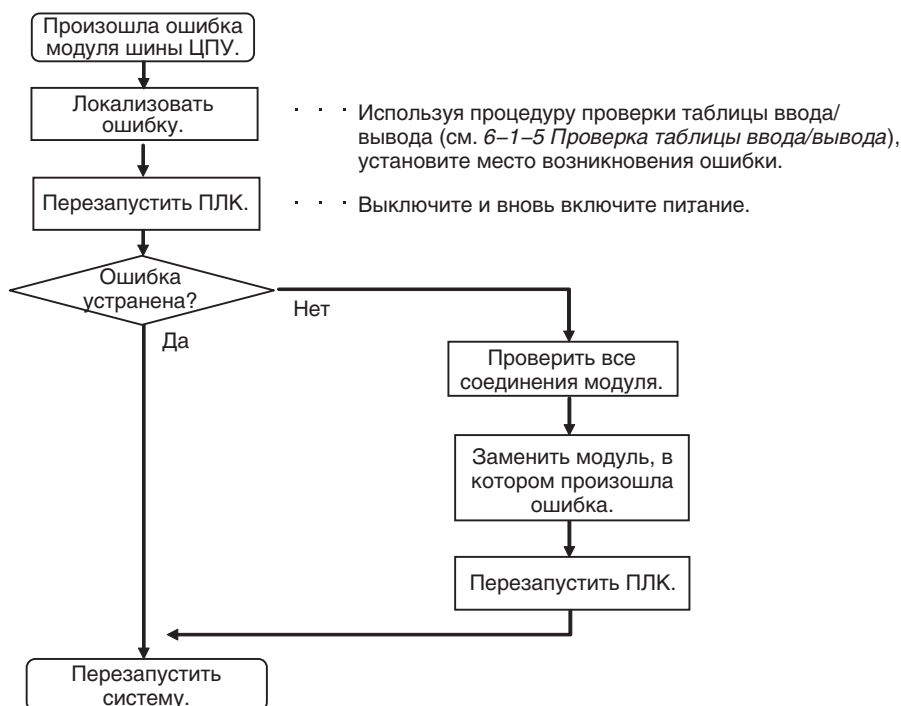 Произошла ошибка
модуля шины ЦПУ.
Локализовать
ошибку.
· · · Используя процедуру проверки таблицы ввода/
вывода (см. 6–1–5 Проверка таблицы ввода/вывода),
установите место возникновения ошибки.
Перезапустить ПЛК.
· · · Выключите и вновь включите питание.
Ошибка
устранена?
Нет
Да
Проверить все
соединения модуля.
Заменить модуль, в
котором произошла
ошибка.
Перезапустить ПЛК.
Перезапустить
систему.